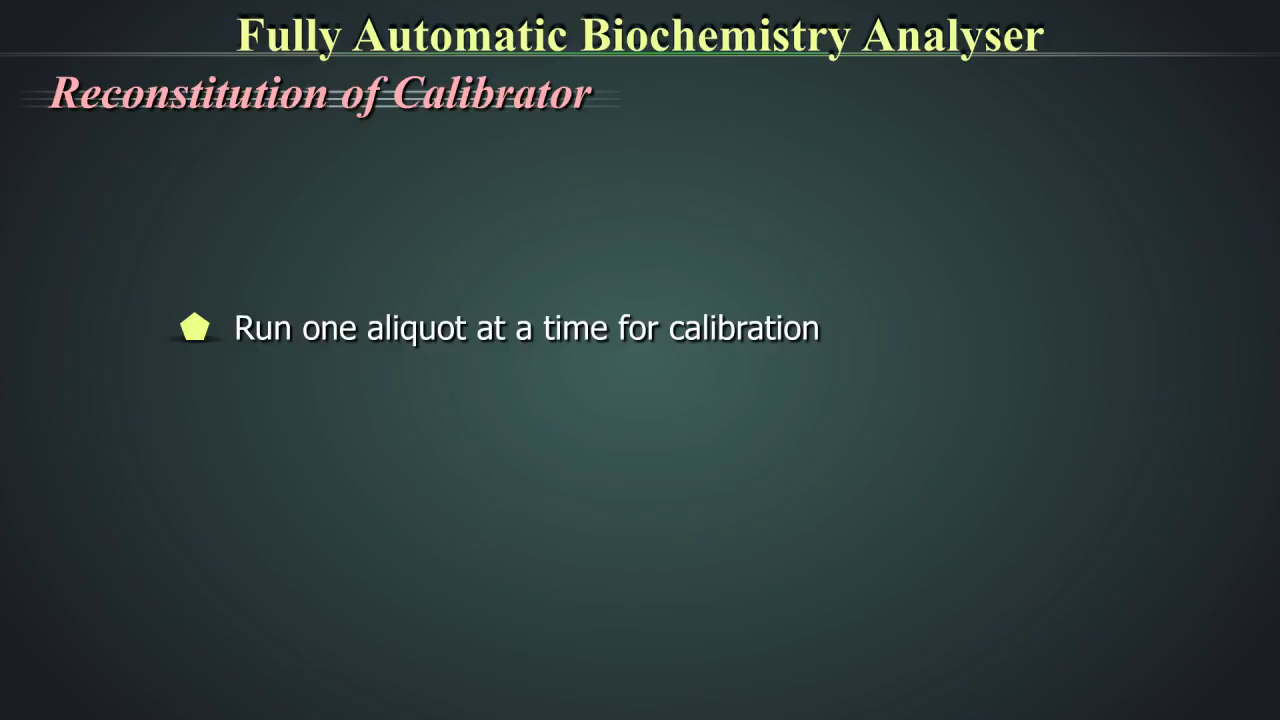 Fully Automatic Biochemistry Analyser
Reconstitution of Calibrator
Run one aliquot at a time for calibration